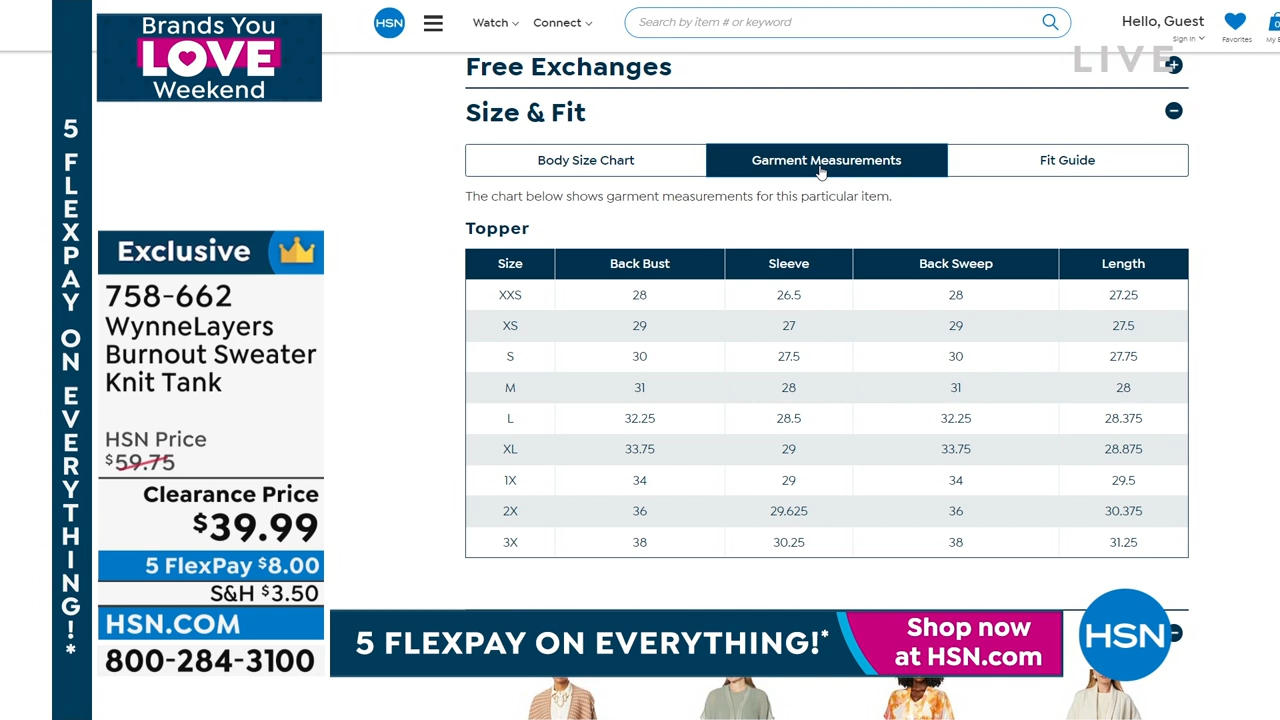 5 FLEXPAY ON EVERYTHING!*
Brands You
LOVE
Weekend
HSN
Watch
Connect
Search by item # or keyword
Hello, Guest
Sign In
Favorites
My B
0
LIVE
Free Exchanges
Size & Fit
Body Size Chart Garment Measurements Fit Guide
The chart below shows garment measurements for this particular item.
Topper
Size Back Bust Sleeve Back Sweep Length
XXS 28 26.5 28 27.25
XS 29 27 29 27.5
S 30 27.5 30 27.75
M 31 28 31 28
L 32.25 28.5 32.25 28.375
XL 33.75 29 33.75 28.875
1X 34 29 34 29.5
2X 36 29.625 36 30.375
3X 38 30.25 38 31.25
Exclusive
758-662
WynneLayers
Burnout Sweater
Knit Tank
HSN Price
$59.75
Clearance Price
$39.99
5 FlexPay $8.00
S&H $3.50
HSN.COM
800-284-3100
5 FLEXPAY ON EVERYTHING!*
Shop now
at HSN.com
HSN